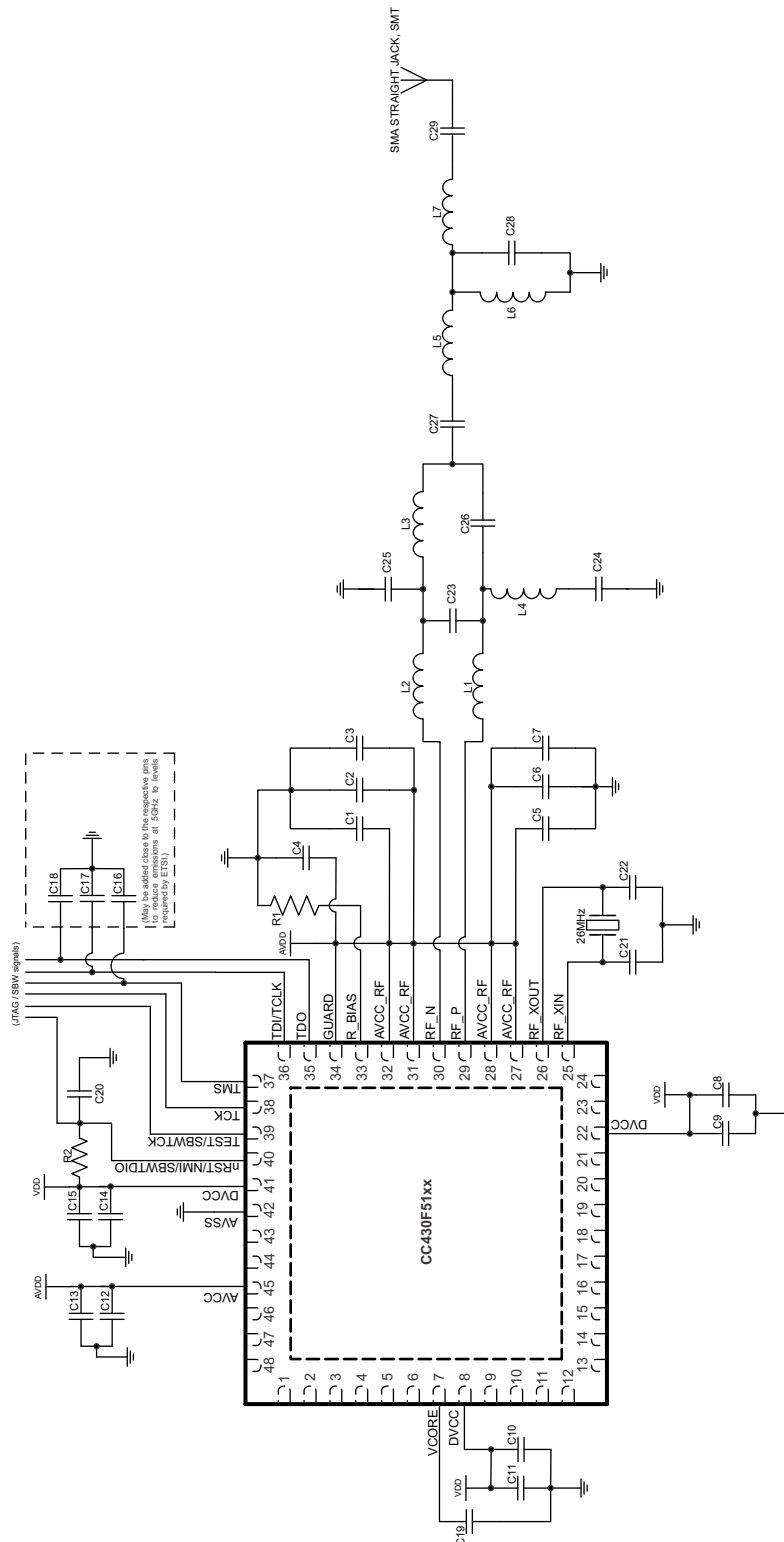 SMA STRAIGHT JACK, SMT
C29
L7
C28
L6
L5
C27
L3
C26
C25
C23
L4
C24
L2
L1
C3
C2
C1
C4
R1
AVDD
C7
C6
C5
C18
C17
C16
(May be added close to the respective pins
to reduce emissions at 5GHz to levels
required by ETSI.)
(JTAG / SBW signals)
C22
26MHz
C21
TDI/TCLK
TDO
GUARD
R_BIAS
AVCC_RF
AVCC_RF
RF_N
RF_P
AVCC_RF
AVCC_RF
RF_XOUT
RF_XIN
36
35
34
33
32
31
30
29
28
27
26
25
C20
R2
VDD
C15
C14
AVDD
C13
C12
TMS
TCK
TEST/SBWTCK
nRST/NMI/SBWTDIO
DVCC
AVSS
AVCC
37
38
39
40
41
42
43
44
45
46
47
48
CC430F51xx
24
23
22
21
20
19
18
17
16
15
14
13
DVCC
VDD
C8
C9
1
2
3
4
5
6
7
8
9
10
11
12
VCORE
DVCC
VDD
C10
C11
C19